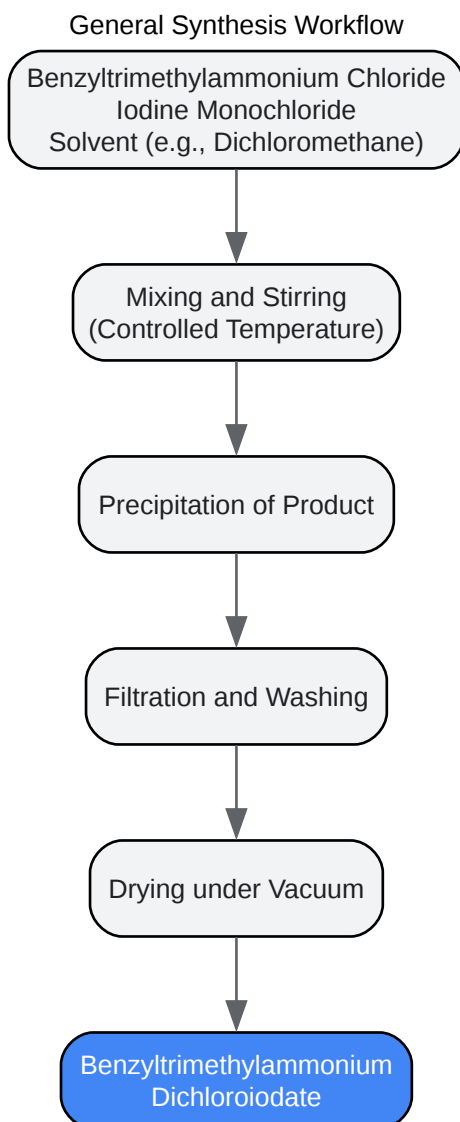 General Synthesis Workflow
Benzyltrimethylammonium Chloride
Iodine Monochloride
Solvent (e.g., Dichloromethane)
Mixing and Stirring
(Controlled Temperature)
Precipitation of Product
Filtration and Washing
Drying under Vacuum
Benzyltrimethylammonium
Dichloroiodate